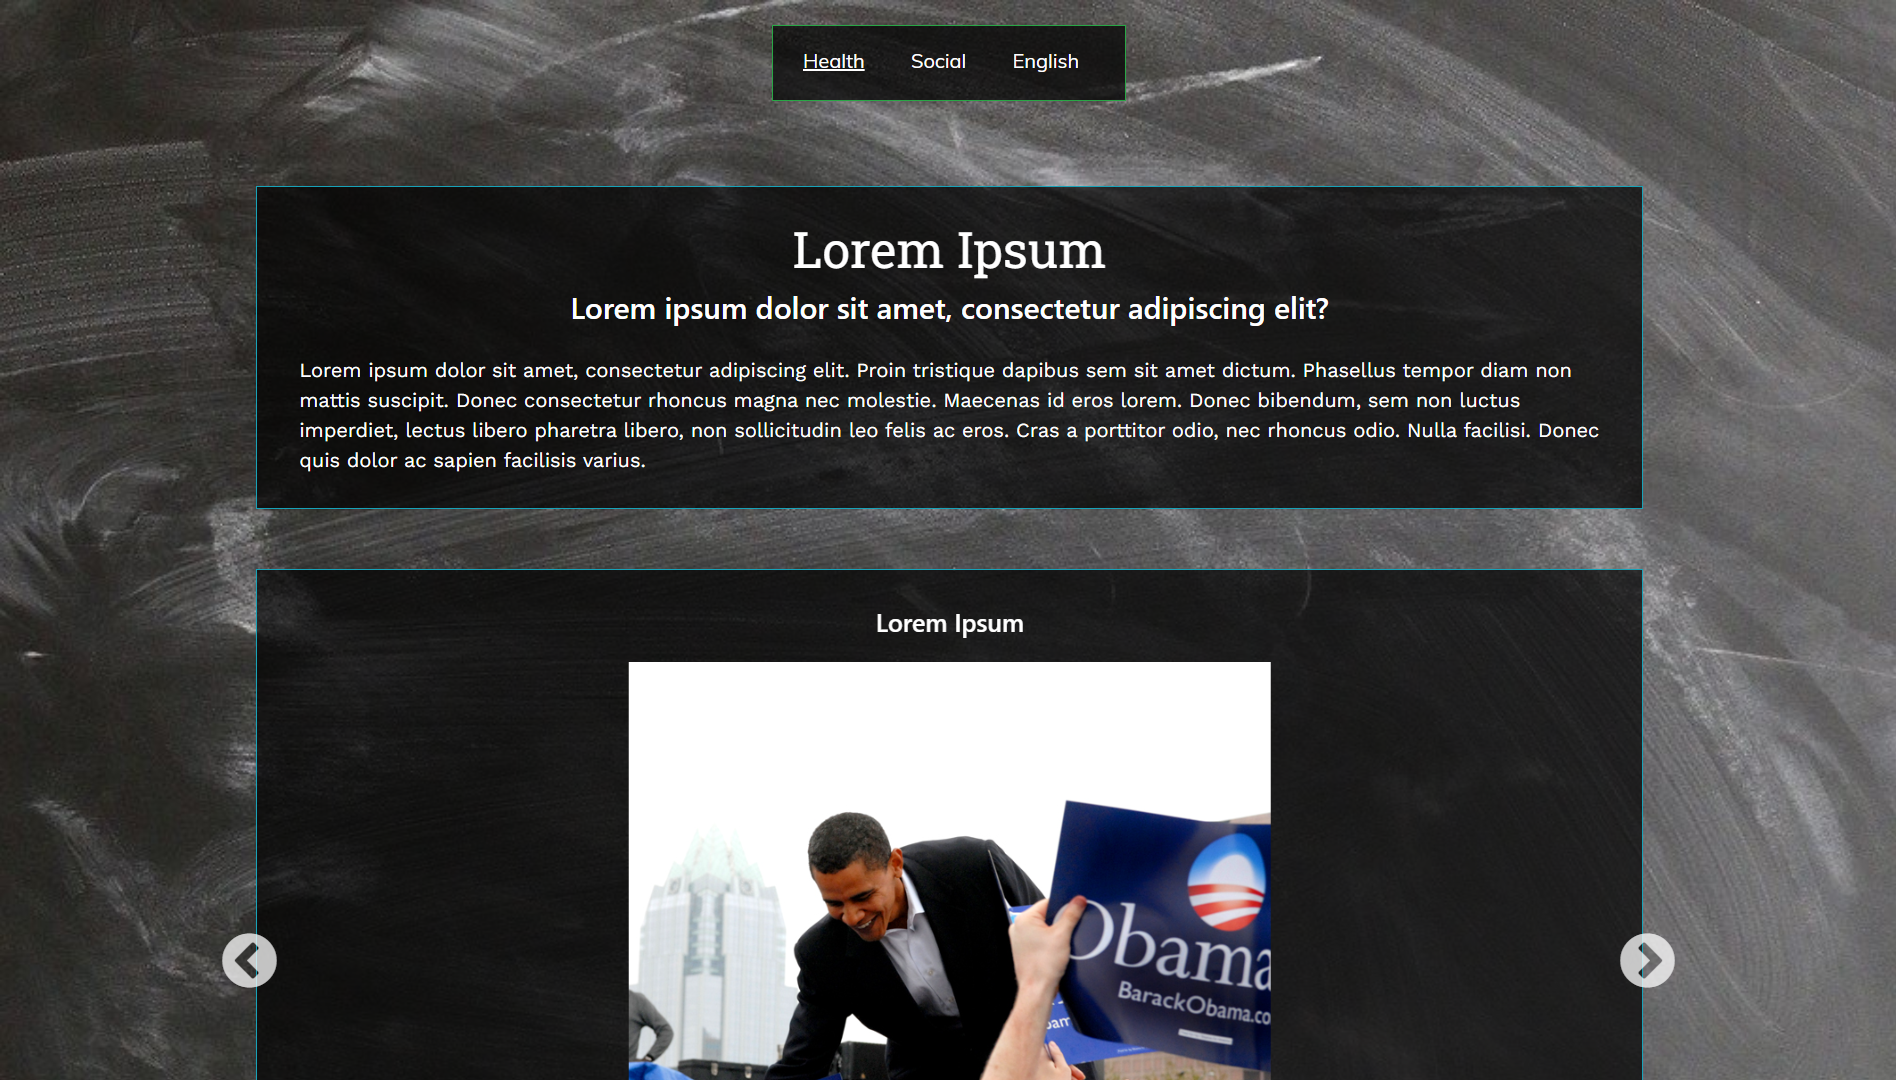 Health Social English
Lorem Ipsum
Lorem ipsum dolor sit amet, consectetur adipiscing elit?
Lorem ipsum dolor sit amet, consectetur adipiscing elit. Proin tristique dapibus sem sit amet dictum. Phasellus tempor diam non
mattis suscipit. Donec consectetur rhoncus magna nec molestie. Maecenas id eros lorem. Donec bibendum, sem non luctus
imperdiet, lectus libero pharetra libero, non sollicitudin leo felis ac eros. Cras a porttitor odio, nec rhoncus odio. Nulla facilisi. Donec
quis dolor ac sapien facilisis varius.
Lorem Ipsum
Obama
BarackObama.co